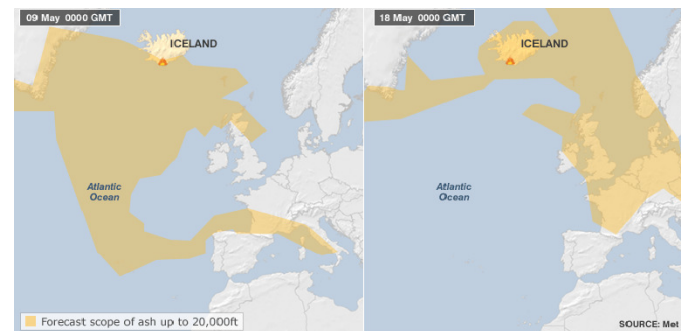 09 May 0000 GMT
ICELAND
Atlantic
Ocean
Forecast scope of ash up to 20,000ft
18 May 0000 GMT
ICELAND
Atlantic
Ocean
SOURCE: Met